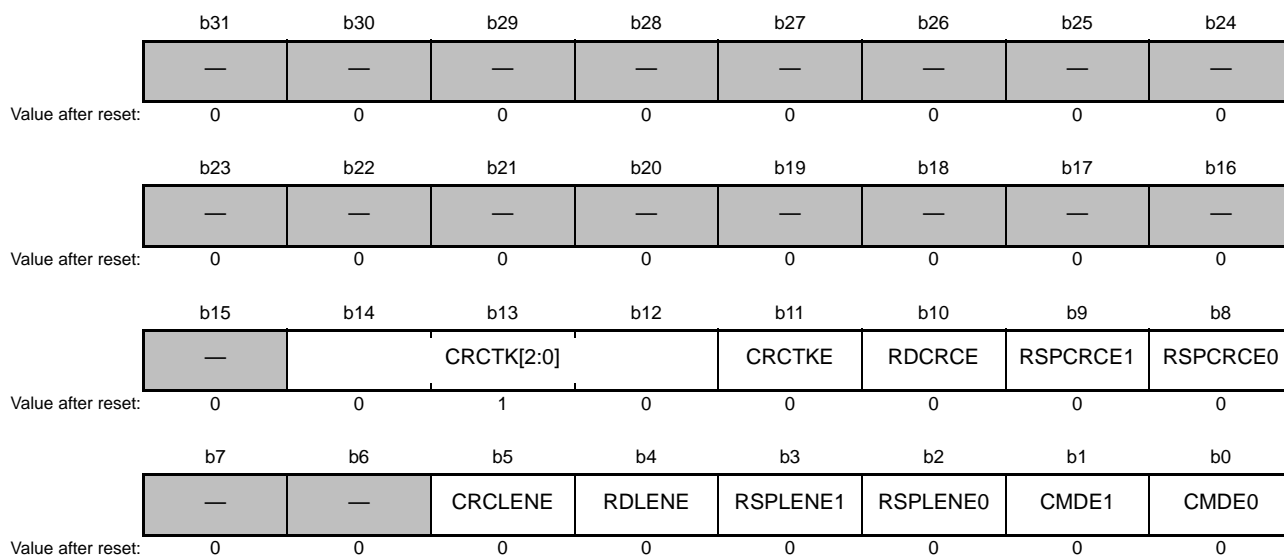 b31 b30 b29 b28 b27 b26 b25 b24
— — — — — — — —
Value after reset: 0 0 0 0 0 0 0 0
b23 b22 b21 b20 b19 b18 b17 b16
— — — — — — — —
Value after reset: 0 0 0 0 0 0 0 0
b15 b14 b13 b12 b11 b10 b9 b8
— CRCTK[2:0] CRCTKE RDCRCE RSPCRCE1 RSPCRCE0
Value after reset: 0 0 1 0 0 0 0 0
b7 b6 b5 b4 b3 b2 b1 b0
— — CRCLENE RDLENE RSPLENE1 RSPLENE0 CMDE1 CMDE0
Value after reset: 0 0 0 0 0 0 0 0